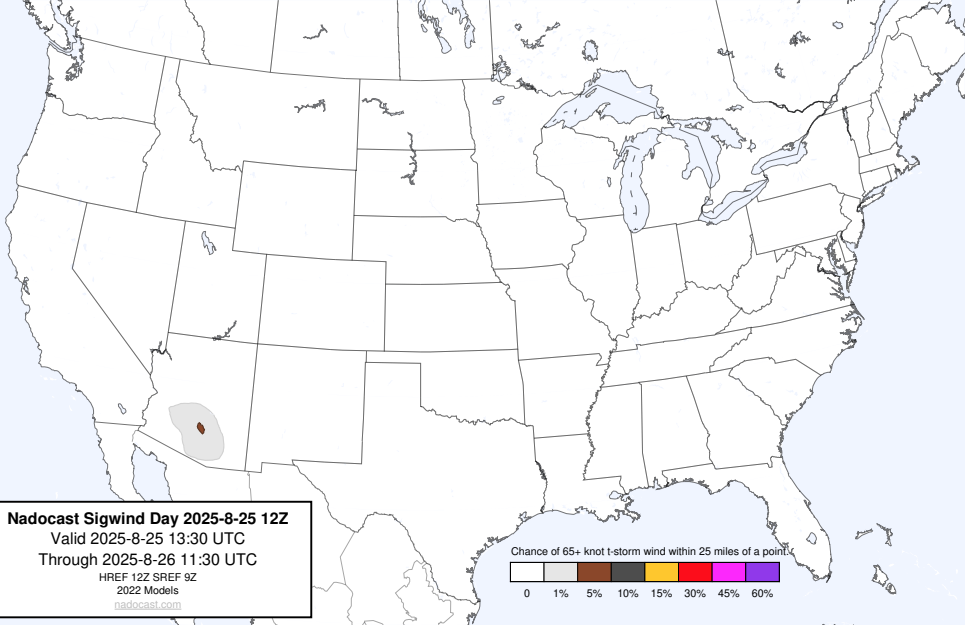 Nadocast Sigwind Day 2025-8-25 12Z
Valid 2025-8-25 13:30 UTC
Through 2025-8-26 11:30 UTC
HREF 12Z SREF 9Z
2022 Models
nadocast.com
Chance of 65+ knot t-storm wind within 25 miles of a point.
0 1% 5% 10% 15% 30% 45% 60%